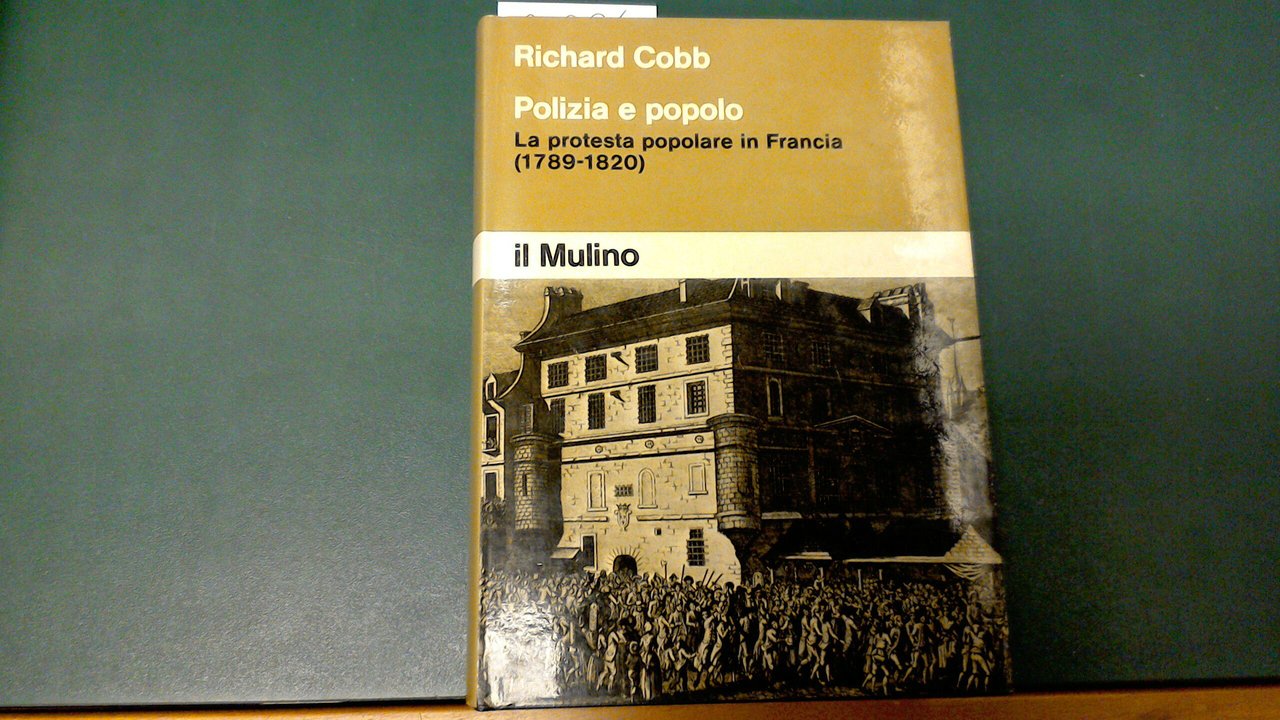 Richard Cobb
Polizia e popolo
La protesta popolare in Francia
(1789-1820)
il Mulino